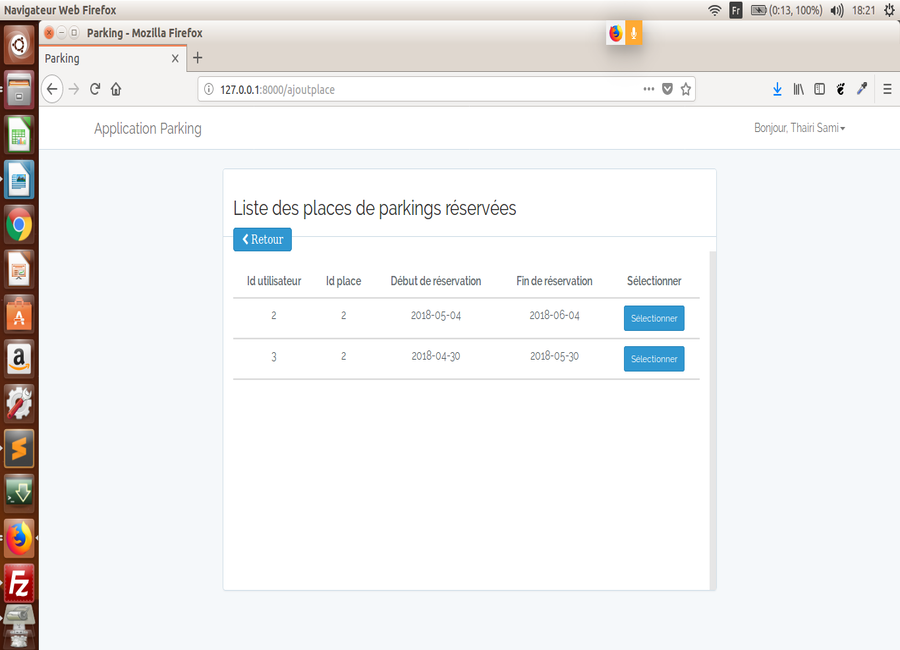 Navigateur Web Firefox
Fr
(0:13, 100%)
18:21
Parking - Mozilla Firefox
Parking
127.0.0.1:8000/ajoutplace
Application Parking
Bonjour, Thairi Sami
Liste des places de parkings réservées
Retour
Id utilisateur Id place Début de réservation Fin de réservation Sélectionner
2 2 2018-05-04 2018-06-04 Sélectionner
3 2 2018-04-30 2018-05-30 Sélectionner